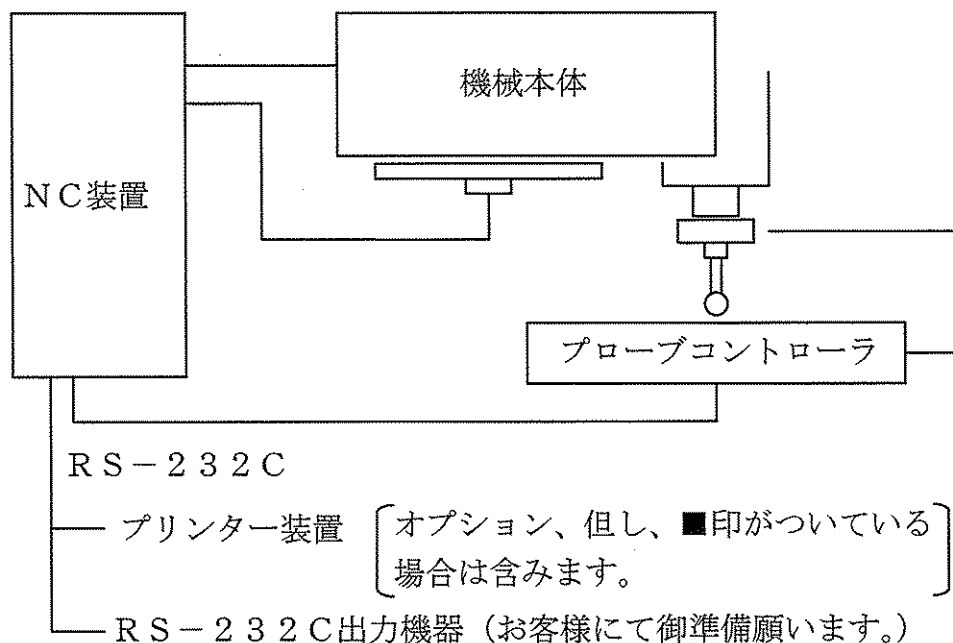 機械本体
NC装置
プローブコントローラ
RS-232C
プリンター装置
オプション、但し、■印がついている
場合は含みます。
RS-232C出力機器(お客様にて御準備願います。)